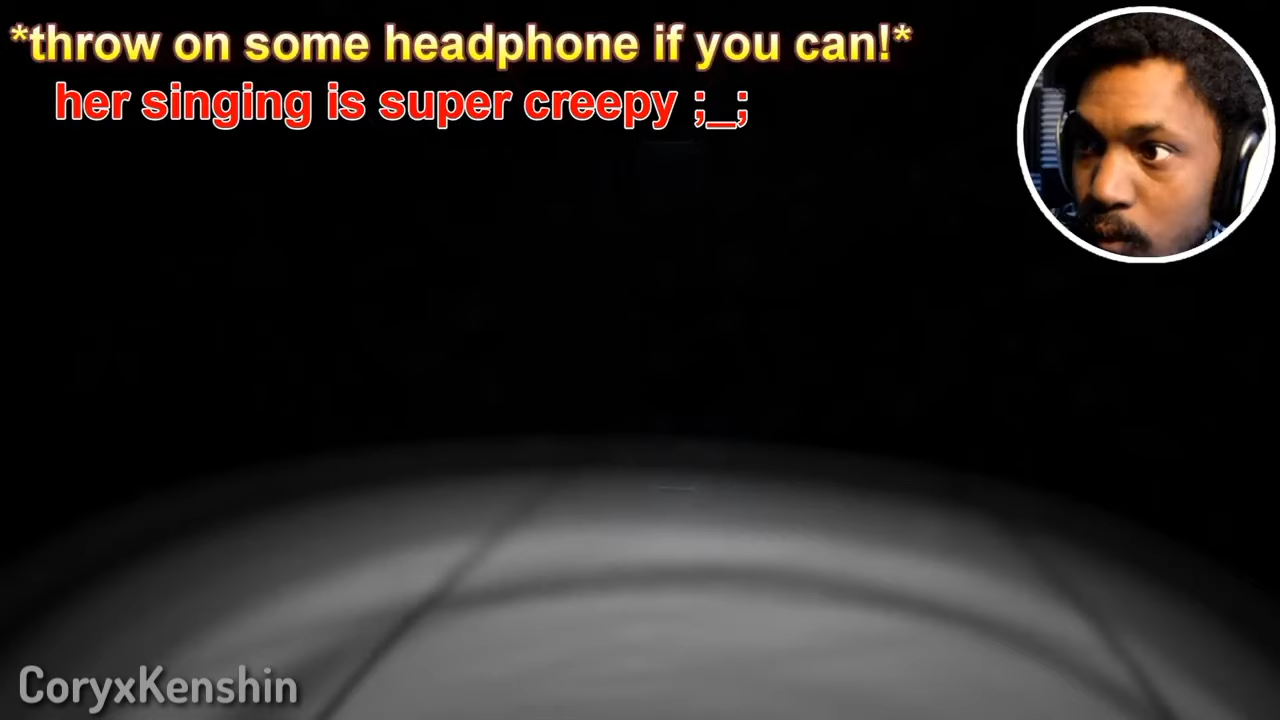 *throw on some headphone if you can!*
her singing is super creepy ;_;
CoryxKenshin